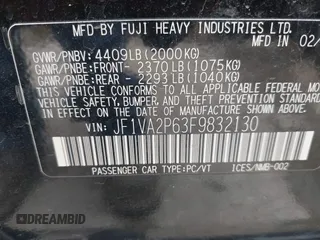 MFD BY FUJI HEAVY INDUSTRIES LTD.
MFD IN 02/
GVWR/PNBV: 4409LB(2000KG)
GAWR/PNBE:FRONT- 2370LB(1075KG)
GAWR/PNBE:REAR - 2293LB(1040KG)
THIS VEHICLE CONFORMS TO ALL APPLICABLE
FEDERAL MOTOR VEHICLE SAFETY, BUMPER, AND
THEFT PREVENTION STANDARDS IN EFFECT ON THE
DATE OF MANUFACTURE SHOWN ABOVE.
VIN: JF1VA2P63F9832130
PASSENGER CAR TYPE:PC/VT ICES/NMB-002
DREAMBID